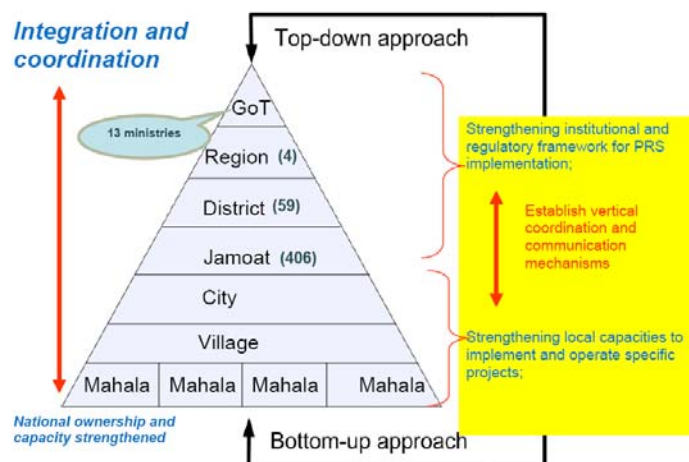 Integration and
coordination
Top-down approach
GoT
13 ministries
Region (4)
District (59)
Jamoat (406)
City
Village
Mahala Mahala Mahala Mahala
Strengthening institutional and
regulatory framework for PRS
implementation;
Establish vertical
coordination and
communication
mechanisms
Strengthening local capacities to
implement and operate specific
projects;
National ownership and
capacity strengthened
Bottom-up approach